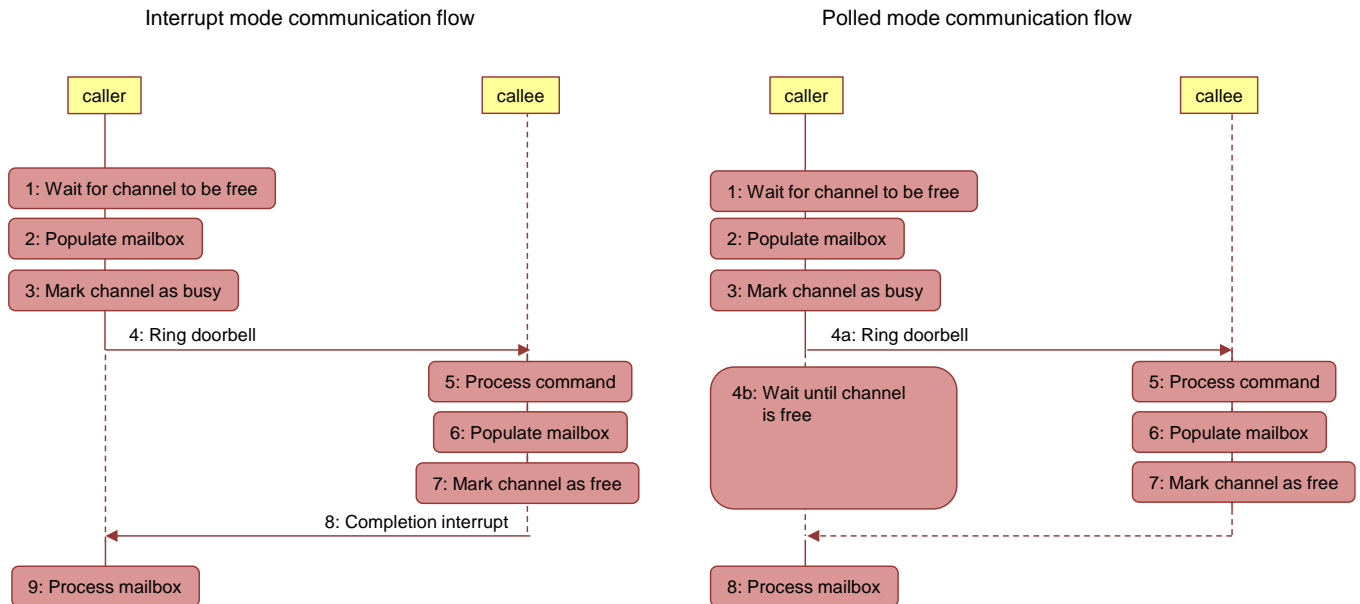 Interrupt mode communication flow
Polled mode communication flow
caller
callee
caller
callee
1: Wait for channel to be free
2: Populate mailbox
3: Mark channel as busy
4: Ring doorbell
5: Process command
6: Populate mailbox
7: Mark channel as free
8: Completion interrupt
9: Process mailbox
1: Wait for channel to be free
2: Populate mailbox
3: Mark channel as busy
4a: Ring doorbell
4b: Wait until channel
is free
5: Process command
6: Populate mailbox
7: Mark channel as free
8: Process mailbox